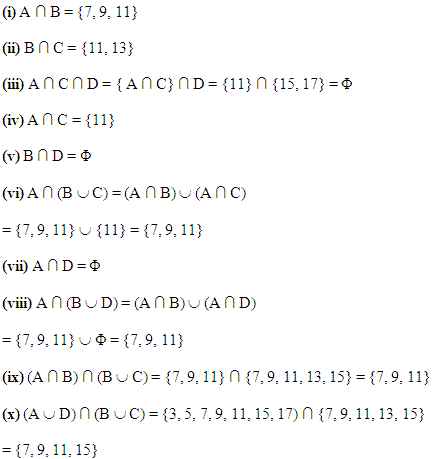 (i) A ∩ B = {7, 9, 11}
(ii) B ∩ C = {11, 13}
(iii) A ∩ C ∩ D = { A ∩ C} ∩ D = {11} ∩ {15, 17} = Φ
(iv) A ∩ C = {11}
(v) B ∩ D = Φ
(vi) A ∩ (B ∪ C) = (A ∩ B) ∪ (A ∩ C)
= {7, 9, 11} ∪ {11} = {7, 9, 11}
(vii) A ∩ D = Φ
(viii) A ∩ (B ∪ D) = (A ∩ B) ∪ (A ∩ D)
= {7, 9, 11} ∪ Φ = {7, 9, 11}
(ix) (A ∩ B) ∩ (B ∪ C) = {7, 9, 11} ∩ {7, 9, 11, 13, 15} = {7, 9, 11}
(x) (A ∪ D) ∩ (B ∪ C) = {3, 5, 7, 9, 11, 15, 17) ∩ {7, 9, 11, 13, 15}
= {7, 9, 11, 15}